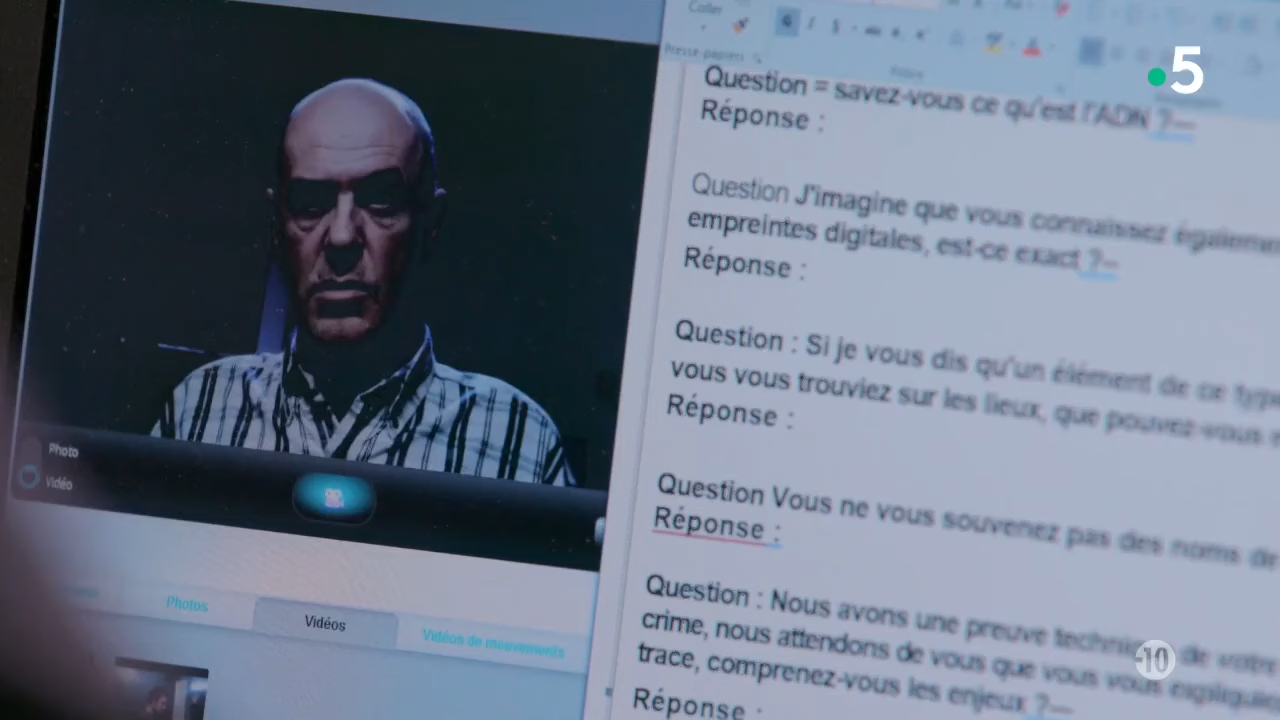 Photo
Vidéo
Photos
Vidéos
Vidéos de mouvements
Coller
Presse-papiers
Police
5
Question = savez-vous ce qu'est l'ADN ?—
Réponse :
Question J'imagine que vous connaissez également
empreintes digitales, est-ce exact ?—
Réponse :
Question : Si je vous dis qu'un élément de ce type
vous vous trouviez sur les lieux, que pouvez-vous
Réponse :
Question Vous ne vous souvenez pas des noms de
Réponse :
Question : Nous avons une preuve technique de votre
crime, nous attendons de vous que vous vous expliquiez
trace, comprenez-vous les enjeux ?—
Réponse :
-10